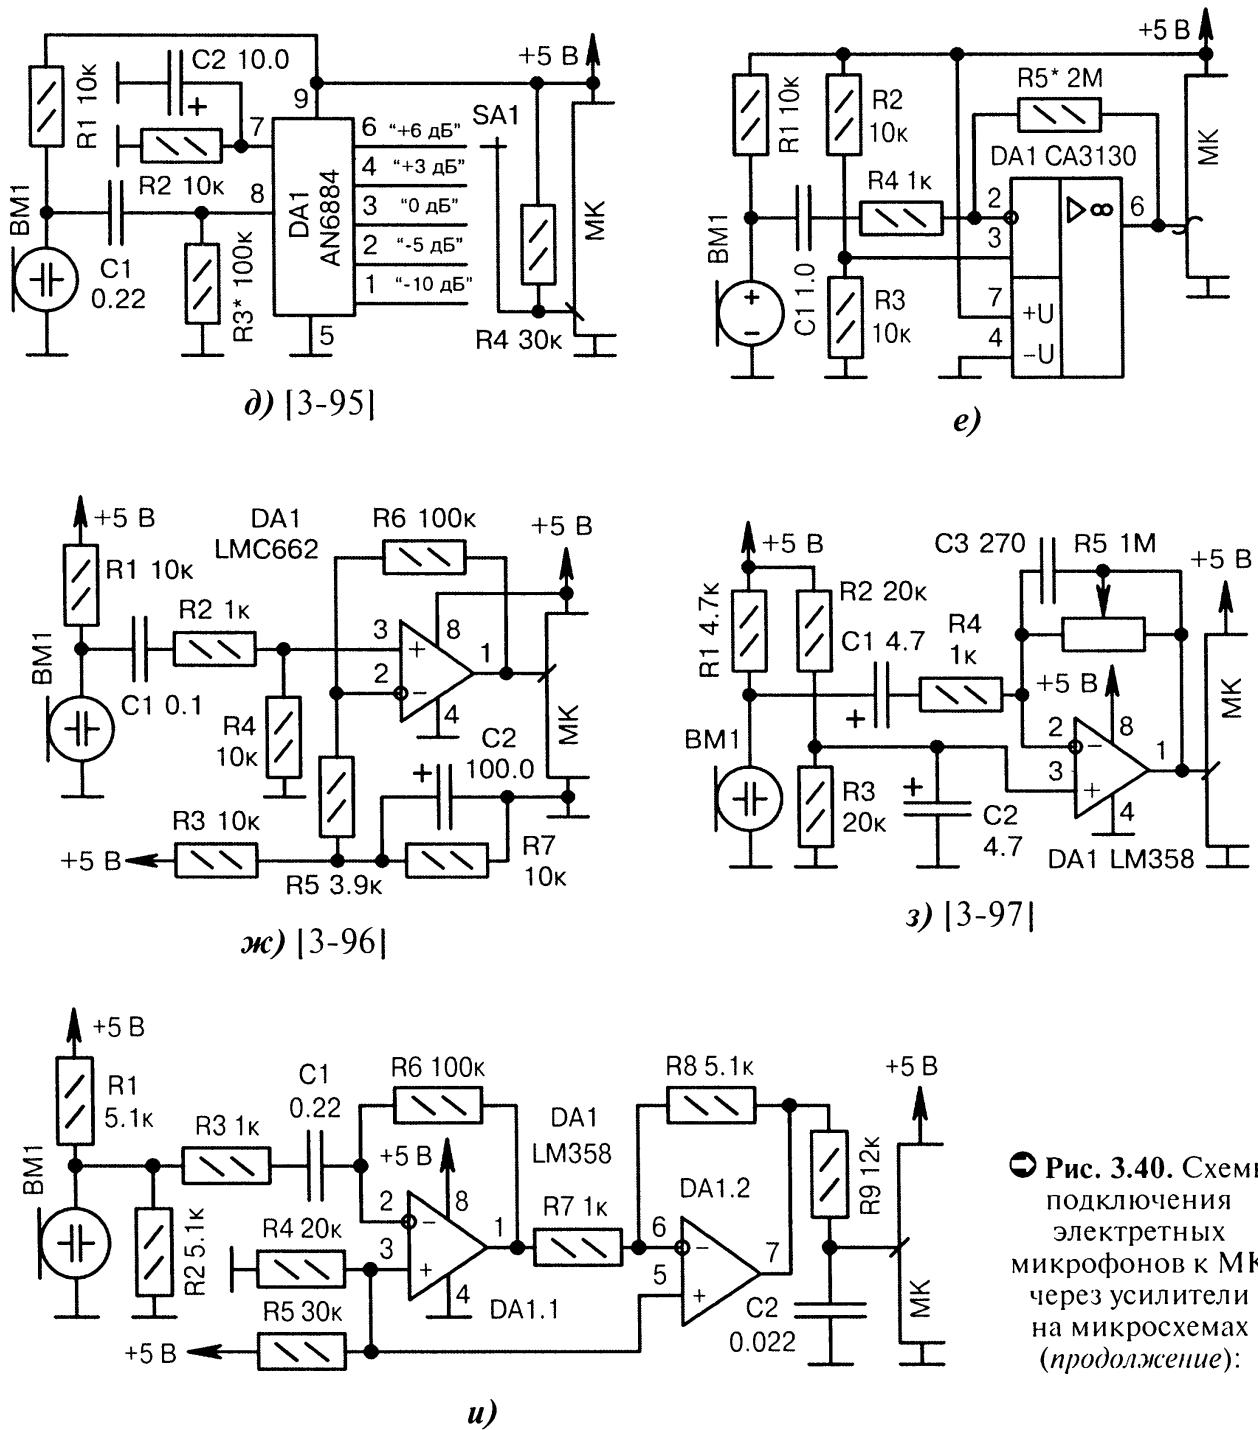 +5 В
C2 10.0
R1 10к
+
9
7
R2 10к
8
BM1
C1
0.22
R3* 100к
DA1
AN6884
5
6 “+6 дБ”
4 “+3 дБ”
3 “0 дБ”
2 “-5 дБ”
1 “-10 дБ”
SA1
R4 30к
МК
д) [3-95]
+5 В
R5* 2М
R1 10к
R2
10к
DA1 CA3130
R4 1к
BM1
C1 1.0
+
−
R3
10к
2
3
7 +U
4 −U
▷∞
6
МК
е)
+5 В
DA1
LMC662
R6 100к
+5 В
R1 10к
R2 1к
BM1
C1 0.1
R4
10к
3 +
2 −
8
1
4
C2
100.0
+
МК
R3 10к
+5 В
R5 3.9к
R7
10к
ж) [3-96]
+5 В
C3 270
R5 1М
+5 В
R1 4.7к
R2 20к
C1 4.7
+
R4
1к
+5 В
BM1
R3
20к
+
C2
4.7
2 −
3 +
8
1
4
DA1 LM358
МК
з) [3-97]
+5 В
R1
5.1к
R3 1к
C1
0.22
R6 100к
DA1
LM358
R8 5.1к
+5 В
BM1
R2 5.1к
+5 В
2 −
3 +
8
1
4
DA1.1
R4 20к
R5 30к
+5 В
R7 1к
DA1.2
6 −
5 +
7
R9 12к
C2
0.022
МК
и)
➲ Рис. 3.40. Схемы
подключения
электретных
микрофонов к МК
через усилители
на микросхемах
(продолжение):